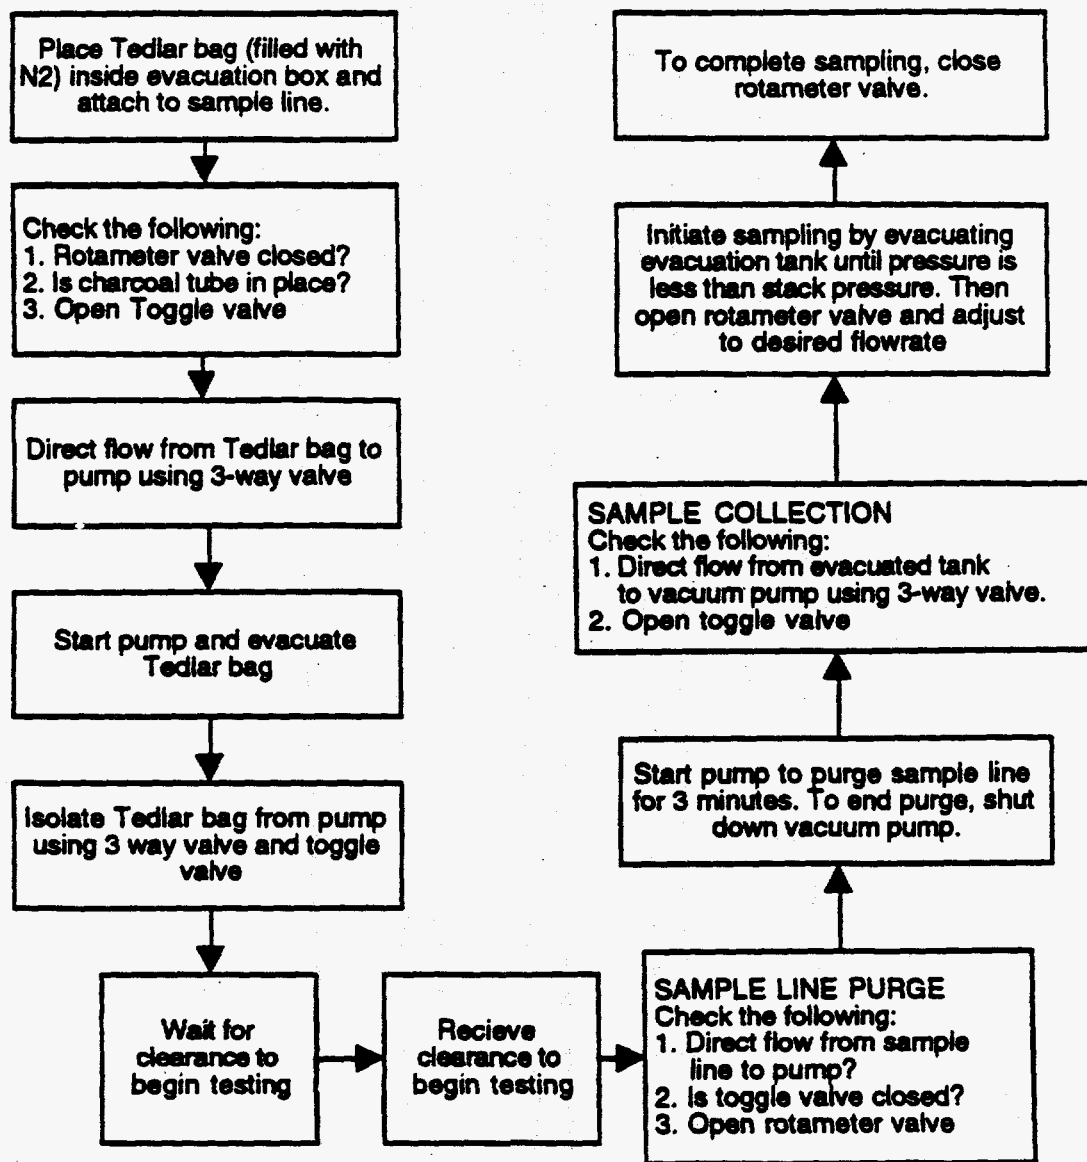 Place Tedlar bag (filled with
N2) inside evacuation box and
attach to sample line.
Check the following:
1. Rotameter valve closed?
2. Is charcoal tube in place?
3. Open Toggle valve
Direct flow from Tedlar bag to
pump using 3-way valve
Start pump and evacuate
Tedlar bag
Isolate Tedlar bag from pump
using 3 way valve and toggle
valve
Wait for
clearance to
begin testing
Recieve
clearance to
begin testing
SAMPLE LINE PURGE
Check the following:
1. Direct flow from sample
line to pump?
2. Is toggle valve closed?
3. Open rotameter valve
Start pump to purge sample line
for 3 minutes. To end purge, shut
down vacuum pump.
SAMPLE COLLECTION
Check the following:
1. Direct flow from evacuated tank
to vacuum pump using 3-way valve.
2. Open toggle valve
Initiate sampling by evacuating
evacuation tank until pressure is
less than stack pressure. Then
open rotameter valve and adjust
to desired flowrate
To complete sampling, close
rotameter valve.